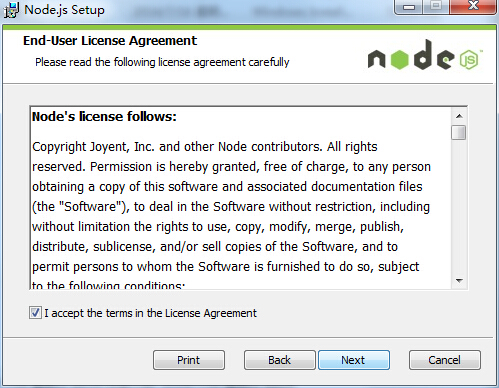 Node.js Setup
End-User License Agreement
Please read the following license agreement carefully
node
JS
Node's license follows:
Copyright Joyent, Inc. and other Node contributors. All rights
reserved. Permission is hereby granted, free of charge, to any person
obtaining a copy of this software and associated documentation files
(the "Software"), to deal in the Software without restriction, including
without limitation the rights to use, copy, modify, merge, publish,
distribute, sublicense, and/or sell copies of the Software, and to
permit persons to whom the Software is furnished to do so, subject
to the following conditions:
I accept the terms in the License Agreement
Print
Back
Next
Cancel